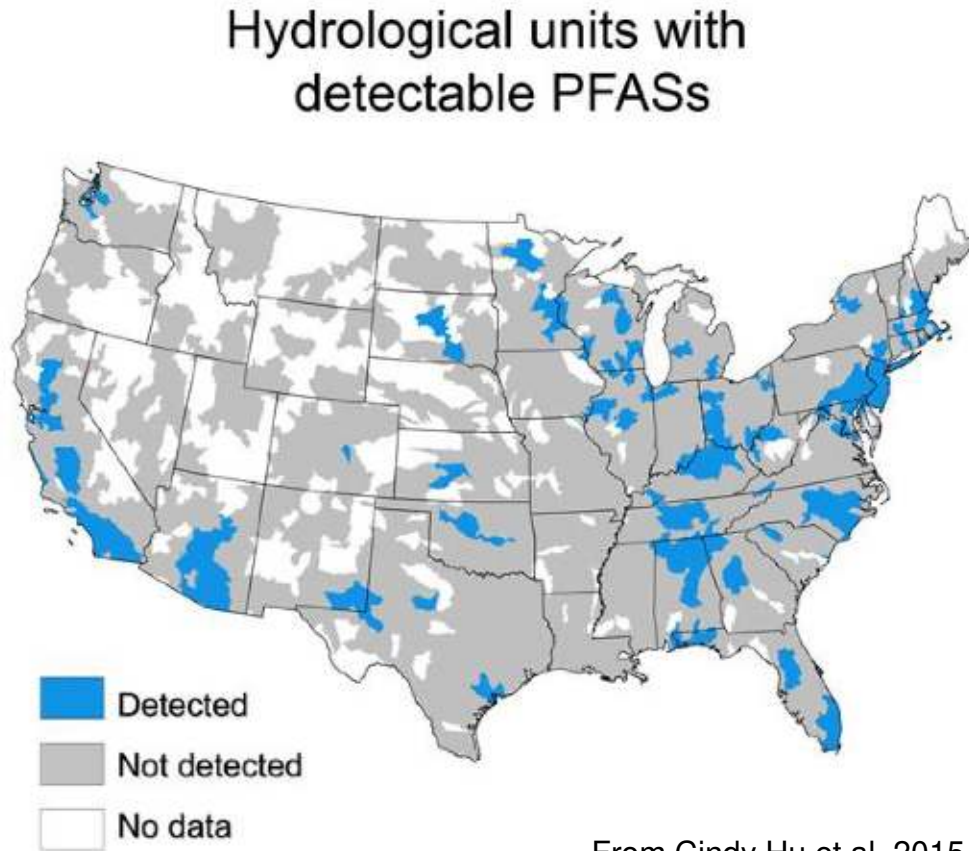 Hydrological units with
detectable PFASs
Detected
Not detected
No data
From Cindy Hu et al. 2015